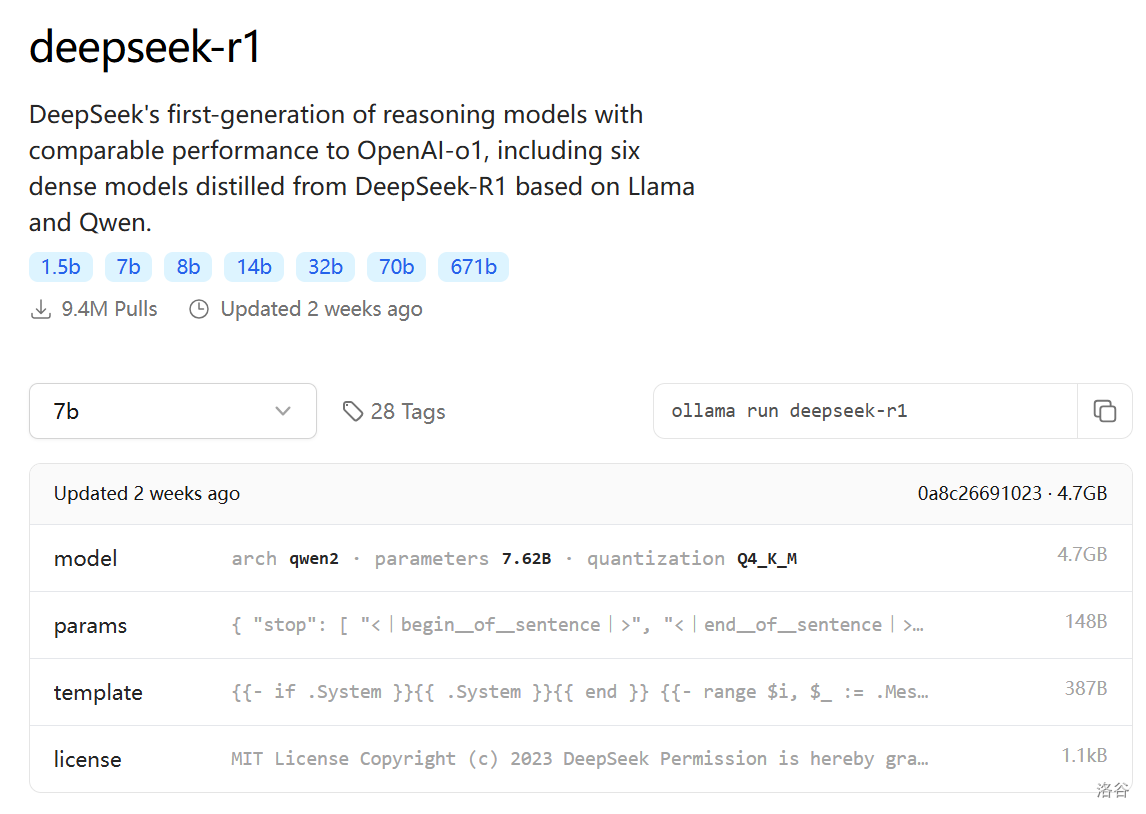 deepseek-r1
DeepSeek's first-generation of reasoning models with
comparable performance to OpenAI-o1, including six
dense models distilled from DeepSeek-R1 based on Llama
and Qwen.
1.5b 7b 8b 14b 32b 70b 671b
9.4M Pulls Updated 2 weeks ago
7b 28 Tags ollama run deepseek-r1
Updated 2 weeks ago 0a8c26691023 · 4.7GB
model arch qwen2 · parameters 7.62B · quantization Q4_K_M 4.7GB
params { "stop": [ "<｜begin__of__sentence｜>", "<｜end__of__sentence｜>… 148B
template {{- if .System }}{{ .System }}{{ end }} {{- range $i, $_ := .Mes… 387B
license MIT License Copyright (c) 2023 DeepSeek Permission is hereby gra… 1.1kB
洛谷